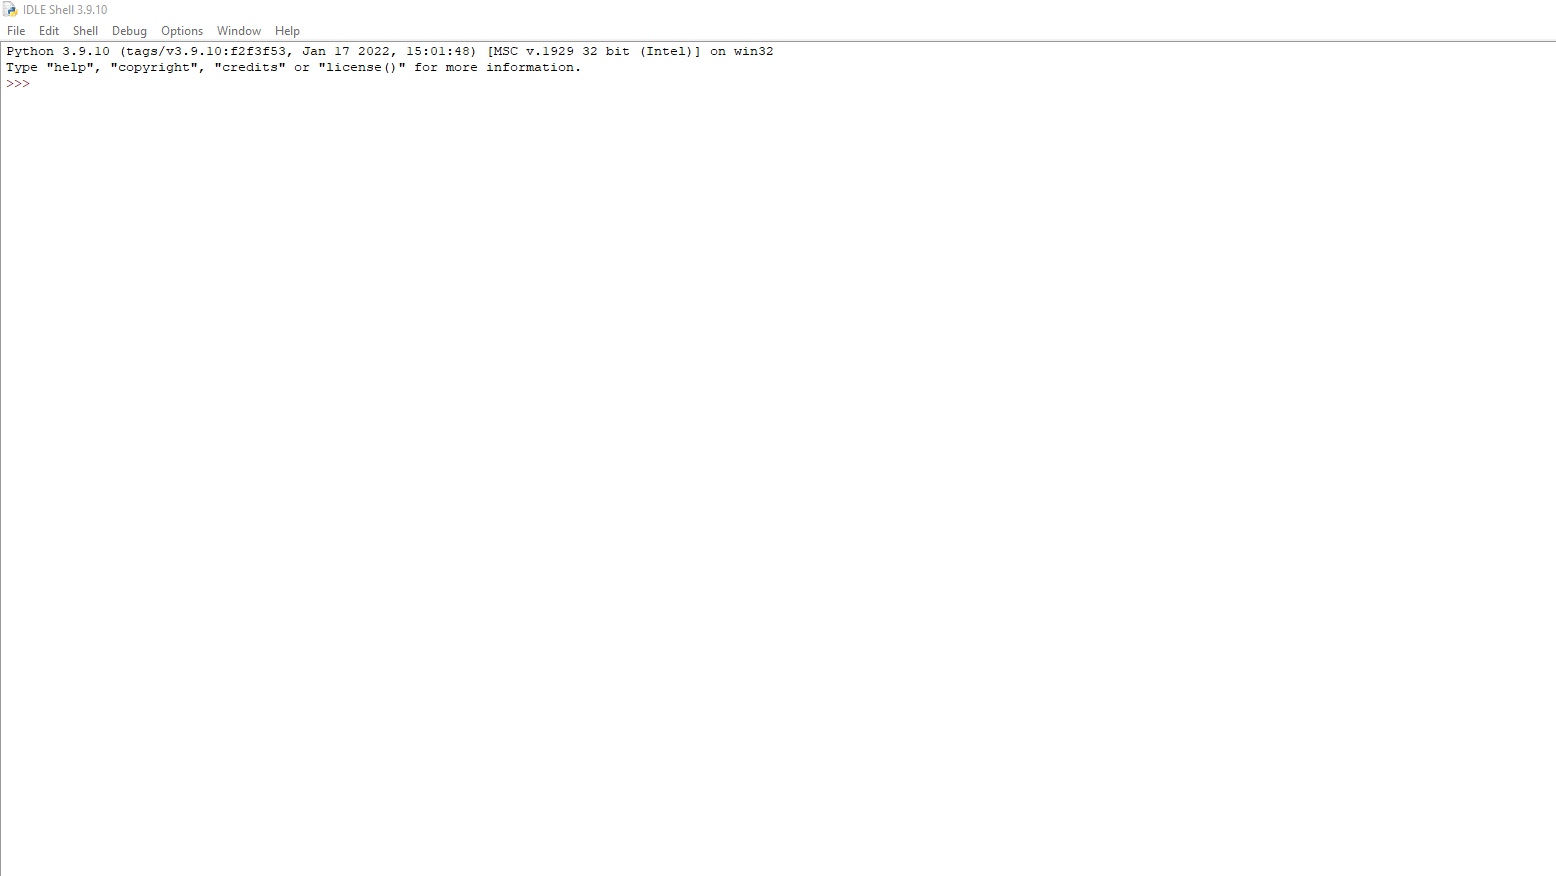 IDLE Shell 3.9.10
File Edit Shell Debug Options Window Help
Python 3.9.10 (tags/v3.9.10:f2f3f53, Jan 17 2022, 15:01:48) [MSC v.1929 32 bit (Intel)] on win32
Type "help", "copyright", "credits" or "license()" for more information.
>>>